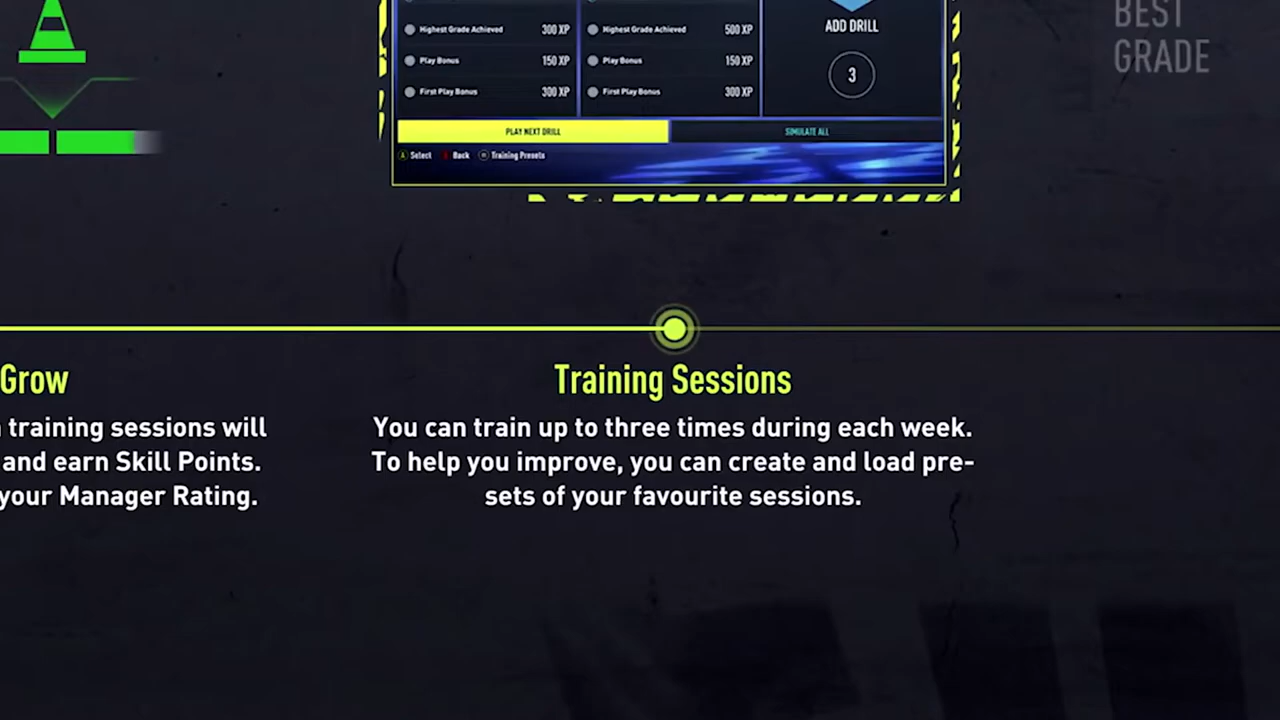 BEST
GRADE
Highest Grade Achieved 300 XP
Play Bonus 150 XP
First Play Bonus 300 XP
Highest Grade Achieved 500 XP
Play Bonus 150 XP
First Play Bonus 300 XP
ADD DRILL
3
PLAY NEXT DRILL
SIMULATE ALL
A Select Back Training Presets
Grow
training sessions will
and earn Skill Points.
your Manager Rating.
Training Sessions
You can train up to three times during each week.
To help you improve, you can create and load pre-
sets of your favourite sessions.